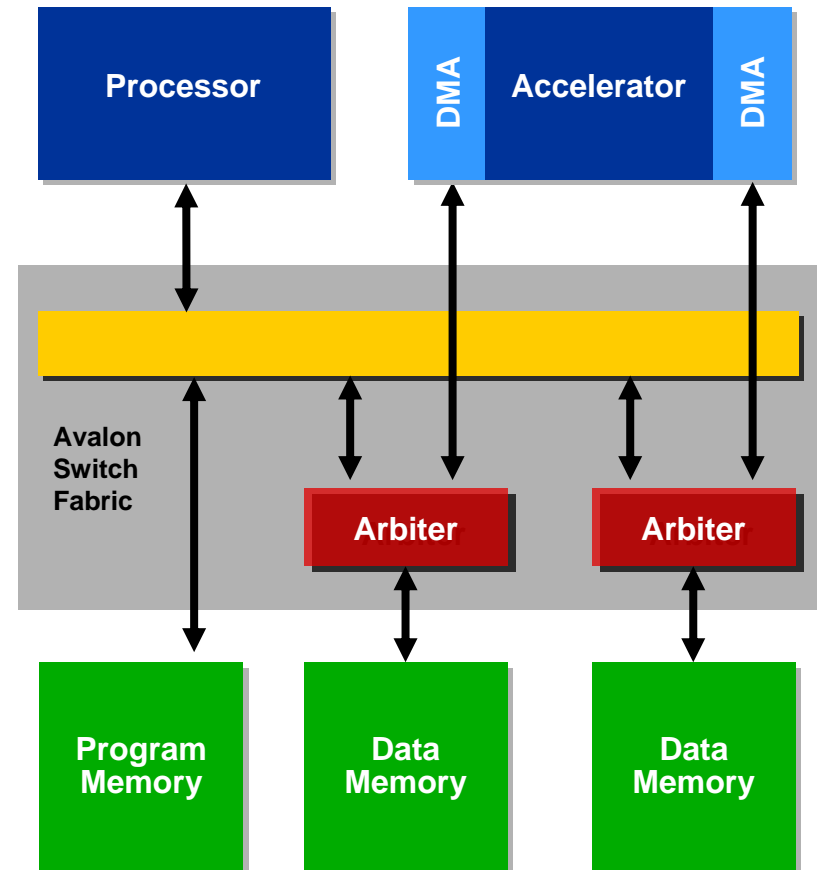 Processor
DMA
Accelerator
DMA
Avalon
Switch
Fabric
Arbiter
Arbiter
Program
Memory
Data
Memory
Data
Memory